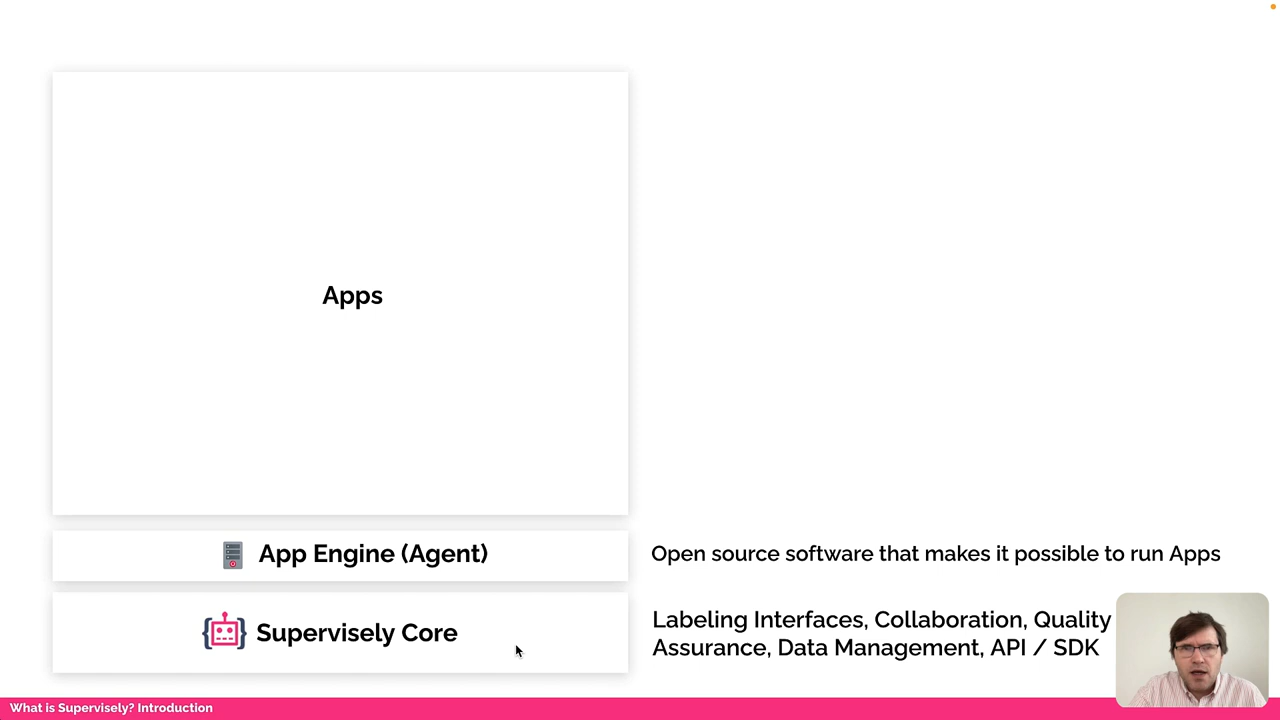 Apps
App Engine (Agent)
Open source software that makes it possible to run Apps
Supervisely Core
Labeling Interfaces, Collaboration, Quality
Assurance, Data Management, API / SDK
What is Supervisely? Introduction